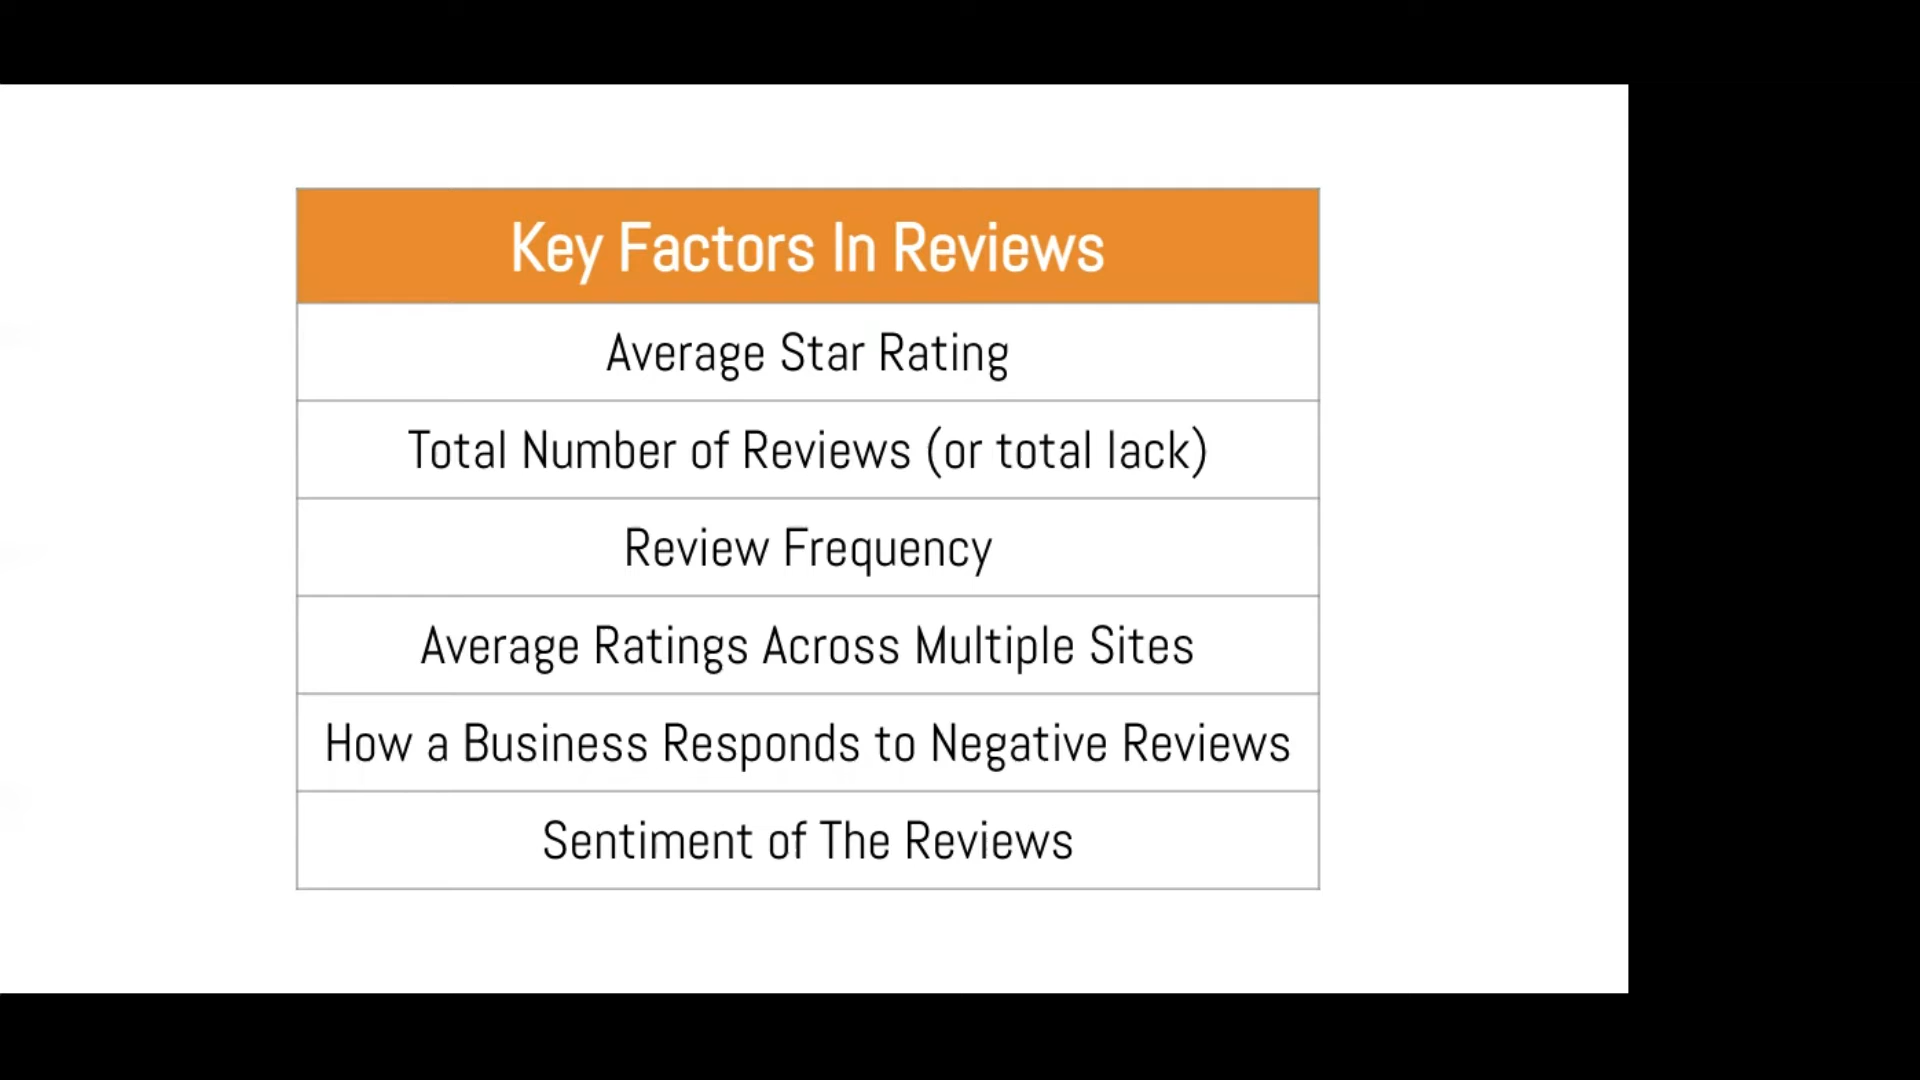 Key Factors In Reviews
Average Star Rating
Total Number of Reviews (or total lack)
Review Frequency
Average Ratings Across Multiple Sites
How a Business Responds to Negative Reviews
Sentiment of The Reviews